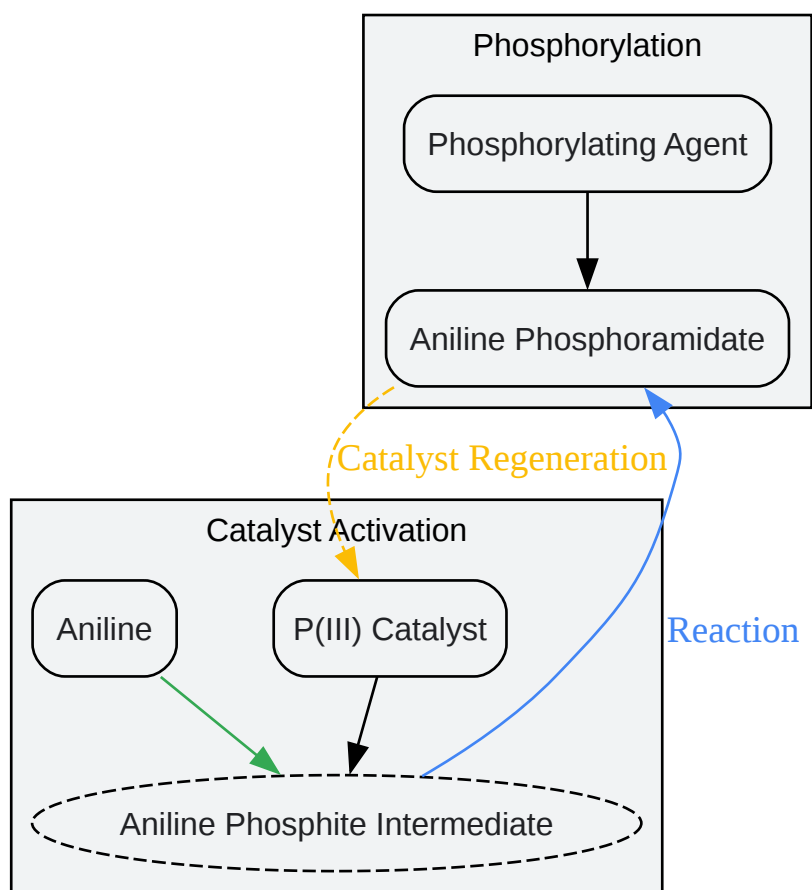 Phosphorylation
Phosphorylating Agent
Aniline Phosphoramidate
Catalyst Regeneration
Catalyst Activation
Aniline
P(III) Catalyst
Reaction
Aniline Phosphite Intermediate